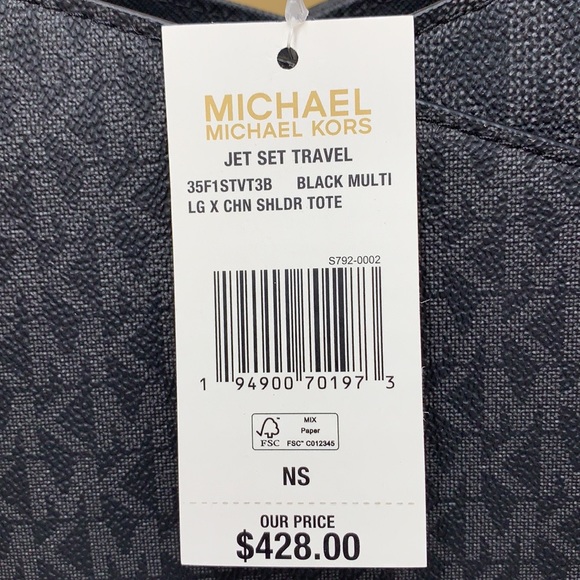 MICHAEL
MICHAEL KORS
JET SET TRAVEL
35F1STVT3B BLACK MULTI
LG X CHN SHLDR TOTE
S792-0002
1 94900 70197 3
FSC
MIX
Paper
FSC™ C012345
NS
OUR PRICE
$428.00